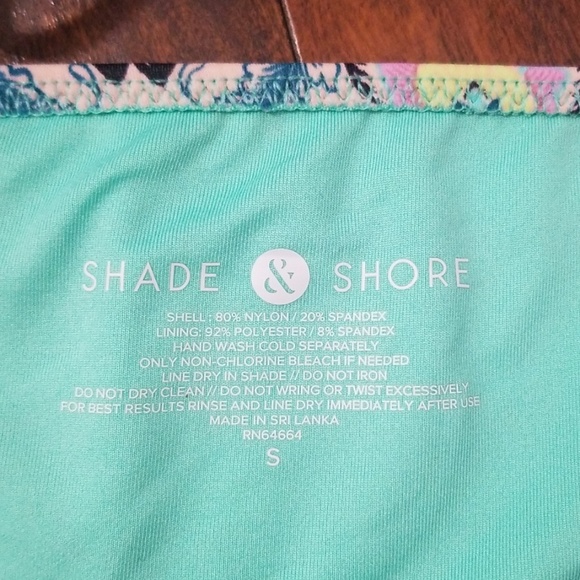 SHADE & SHORE
SHELL : 80% NYLON / 20% SPANDEX
LINING: 92% POLYESTER / 8% SPANDEX
HAND WASH COLD SEPARATELY
ONLY NON-CHLORINE BLEACH IF NEEDED
LINE DRY IN SHADE // DO NOT IRON
DO NOT DRY CLEAN // DO NOT WRING OR TWIST EXCESSIVELY
FOR BEST RESULTS RINSE AND LINE DRY IMMEDIATELY AFTER USE
MADE IN SRI LANKA
RN64664
S